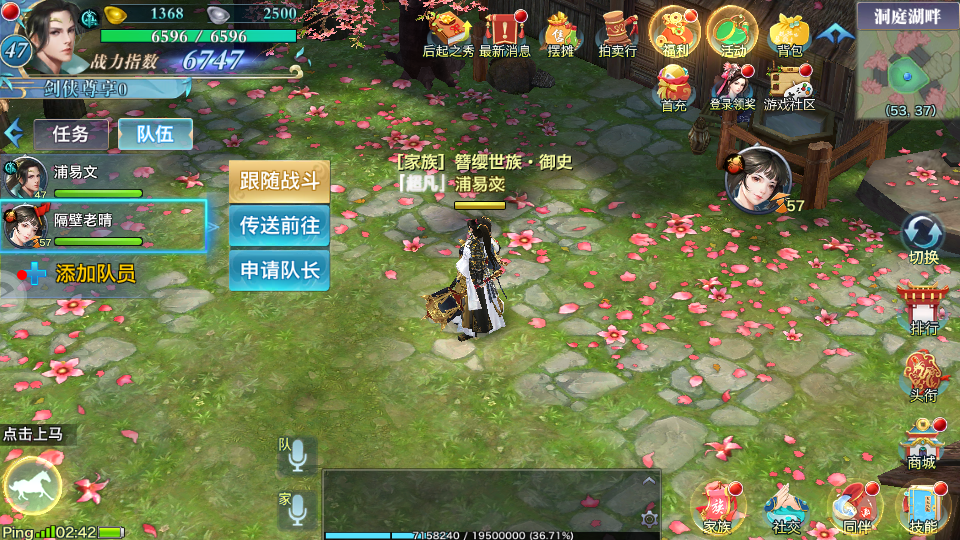 1368
2500
6596 / 6596
47
战力指数 6747
剑侠尊享0
后起之秀
最新消息
售
摆摊
拍卖行
福利
活动
背包
洞庭湖畔
首充
登录领奖
游戏社区
(53, 37)
任务
队伍
浦易文
47
隔壁老晴
57
添加队员
跟随战斗
传送前往
申请队长
[家族] 簪缨世族·御史
「超凡」浦易文
57
切换
排行
头衔
商城
点击上马
队
家
族
家族
社交
同伴
技能
Ping
02:42
7158240 / 19500000 (36.71%)